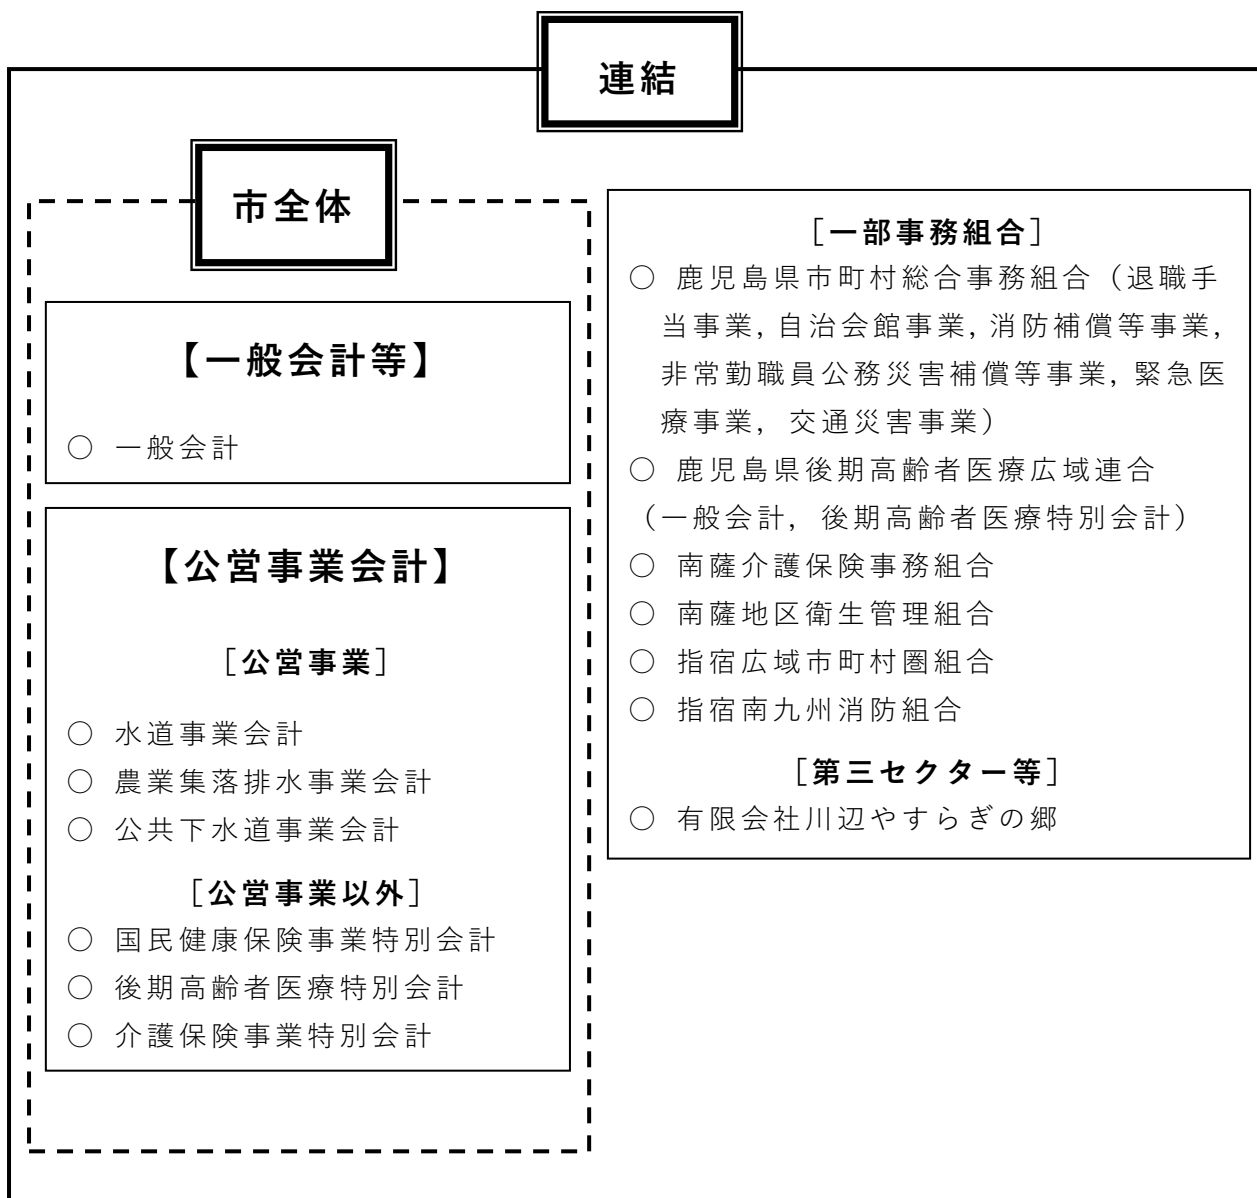 連結
市全体
【一般会計等】
○ 一般会計
【公営事業会計】
［公営事業］
○ 水道事業会計
○ 農業集落排水事業会計
○ 公共下水道事業会計
［公営事業以外］
○ 国民健康保険事業特別会計
○ 後期高齢者医療特別会計
○ 介護保険事業特別会計
［一部事務組合］
○ 鹿児島県市町村総合事務組合（退職手
当事業，自治会館事業，消防補償等事業，
非常勤職員公務災害補償等事業，緊急医
療事業，交通災害事業）
○ 鹿児島県後期高齢者医療広域連合
（一般会計，後期高齢者医療特別会計）
○ 南薩介護保険事務組合
○ 南薩地区衛生管理組合
○ 指宿広域市町村圏組合
○ 指宿南九州消防組合
［第三セクター等］
○ 有限会社川辺やすらぎの郷